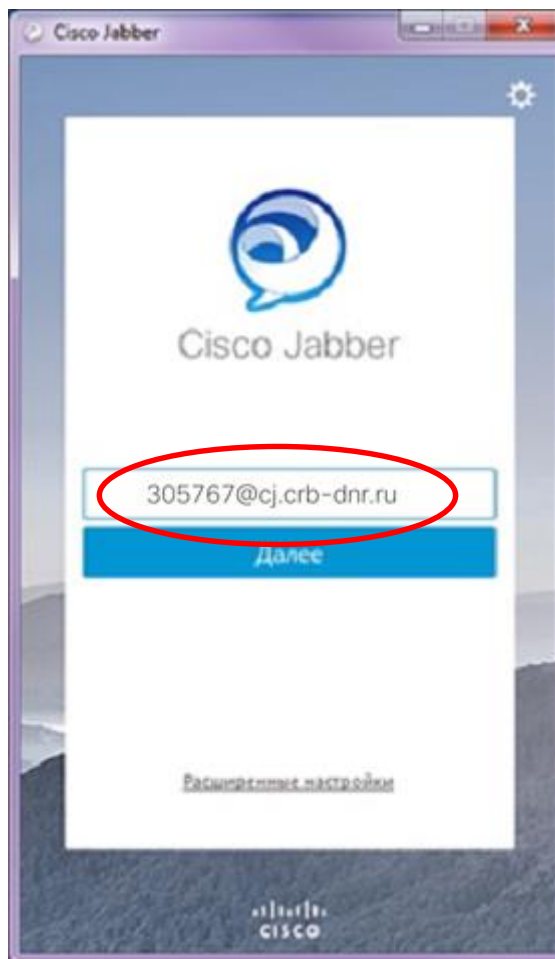 Cisco Jabber
Cisco Jabber
305767@cj.crb-dnr.ru
Далее
Расширенные настройки
CISCO